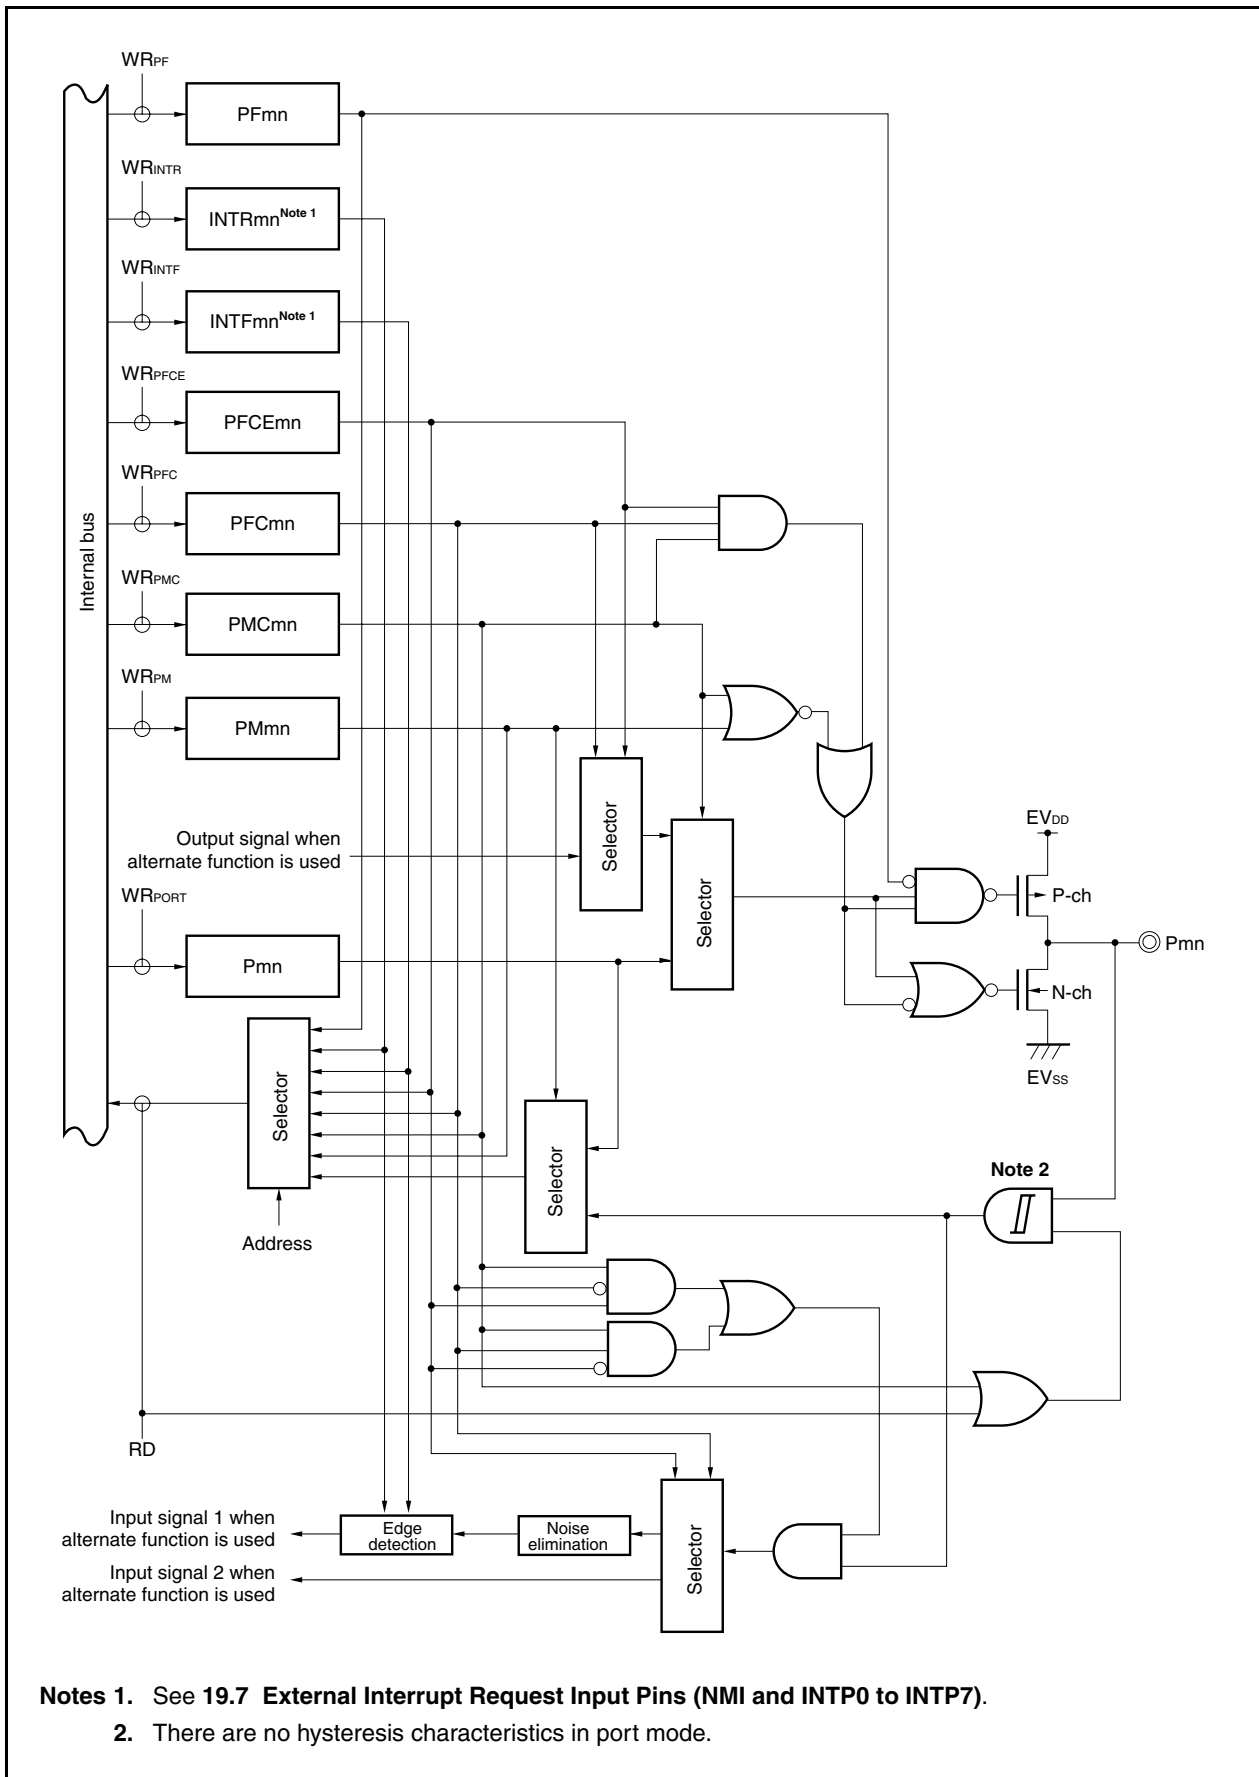 WRPF
PFmn
WRINTR
INTRmnNote 1
WRINTF
INTFmnNote 1
WRPFCE
PFCEmn
WRPFC
PFCmn
Internal bus
WRPMC
PMCmn
WRPM
PMmn
Output signal when
alternate function is used
Selector
Selector
EVDD
P-ch
WRPORT
Pmn
Pmn
N-ch
EVSS
Selector
Selector
Note 2
Address
RD
Input signal 1 when
alternate function is used
Edge
detection
Noise
elimination
Selector
Input signal 2 when
alternate function is used
Notes 1. See 19.7 External Interrupt Request Input Pins (NMI and INTP0 to INTP7).
2. There are no hysteresis characteristics in port mode.